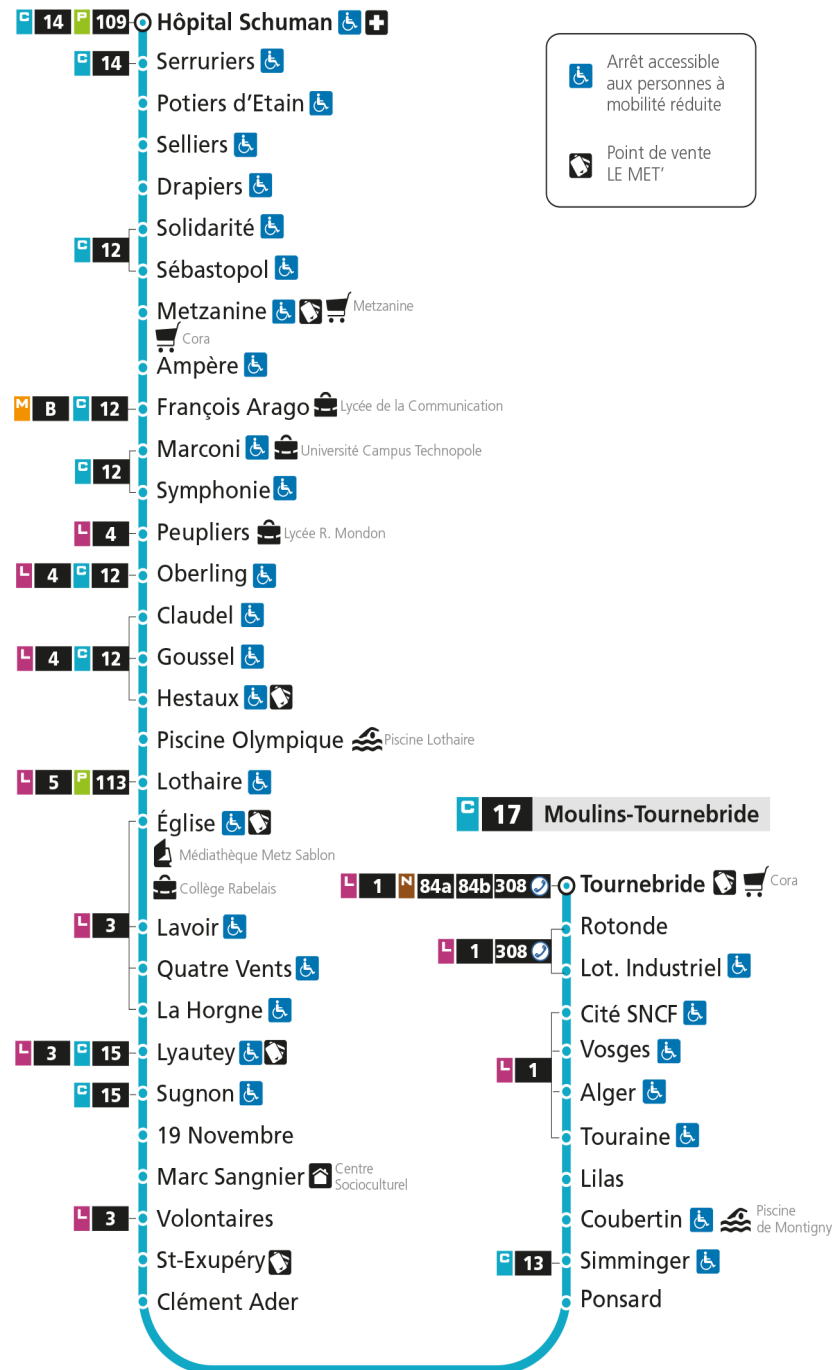 C 14 P 109 Hôpital Schuman
C 14 Serruriers
Potiers d'Etain
Selliers
Drapiers
Solidarité
C 12
Sébastopol
Metzanine Metzanine
Cora
Ampère
M B C 12 François Arago Lycée de la Communication
Marconi Université Campus Technopole
C 12
Symphonie
L 4 Peupliers Lycée R. Mondon
L 4 C 12 Oberling
Claudel
L 4 C 12 Goussel
Hestaux
Piscine Olympique Piscine Lothaire
L 5 P 113 Lothaire
Église
Médiathèque Metz Sablon
Collège Rabelais
L 3 Lavoir
Quatre Vents
La Horgne
L 3 C 15 Lyautey
C 15 Sugnon
19 Novembre
Marc Sangnier Centre
Socioculturel
L 3 Volontaires
St-Exupéry
Clément Ader
Arrêt accessible
aux personnes à
mobilité réduite
Point de vente
LE MET'
C 17 Moulins-Tournebride
L 1 N 84a 84b 308 Tournebride Cora
Rotonde
L 1 308
Lot. Industriel
Cité SNCF
Vosges
L 1
Alger
Touraine
Lilas
Coubertin Piscine
de Montigny
C 13 Simminger
Ponsard